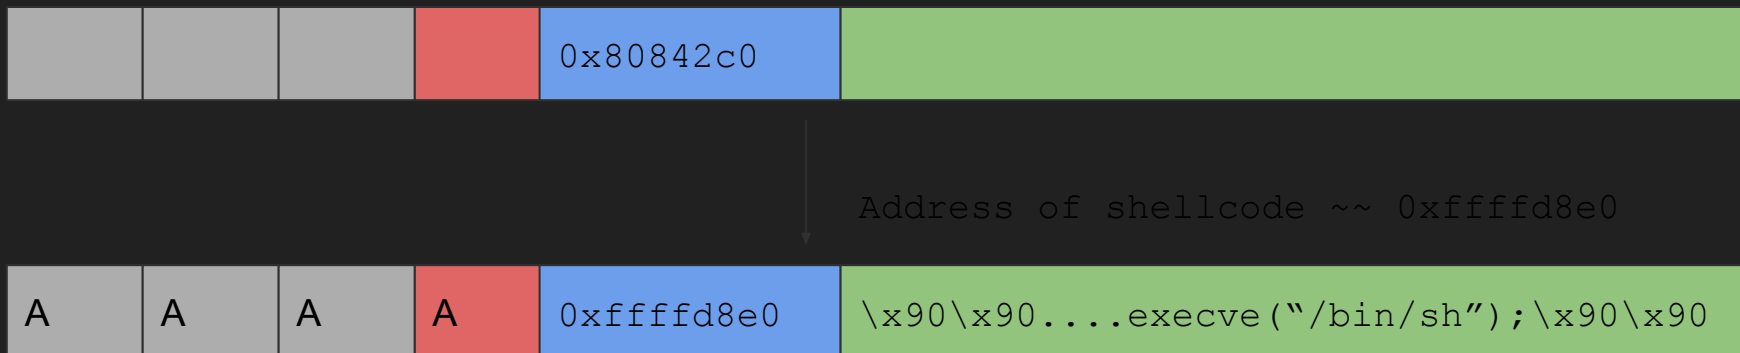 0x80842c0
Address of shellcode ~~ 0xffffd8e0
A A A A 0xffffd8e0 \x90\x90....execve(“/bin/sh”);\x90\x90